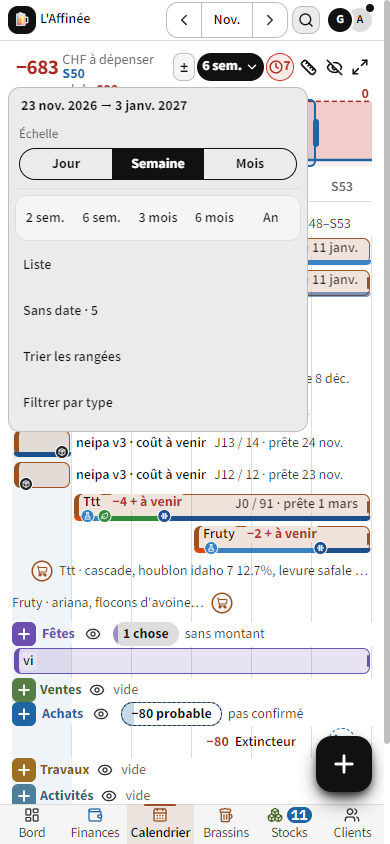 L'Affinée
Nov.
G
A
−683 CHF à dépenser
S50
±
6 sem.
7
0
23 nov. 2026 → 3 janv. 2027
Échelle
Jour
Semaine
Mois
S53
2 sem.
6 sem.
3 mois
6 mois
An
48–S53
11 janv.
Liste
11 janv.
Sans date · 5
Trier les rangées
e 8 déc.
Filtrer par type
neipa v3 · coût à venir J13 / 14 · prête 24 nov.
neipa v3 · coût à venir J12 / 12 · prête 23 nov.
Ttt −4 + à venir J0 / 91 · prête 1 mars
Fruty −2 + à venir
Ttt · cascade, houblon idaho 7 12.7%, levure safale …
Fruty · ariana, flocons d'avoine…
Fêtes 1 chose sans montant
vi
Ventes vide
Achats −80 probable pas confirmé
−80 Extincteur
Travaux vide
Activités vide
Bord
Finances
Calendrier
Brassins
11
Stocks
Clients